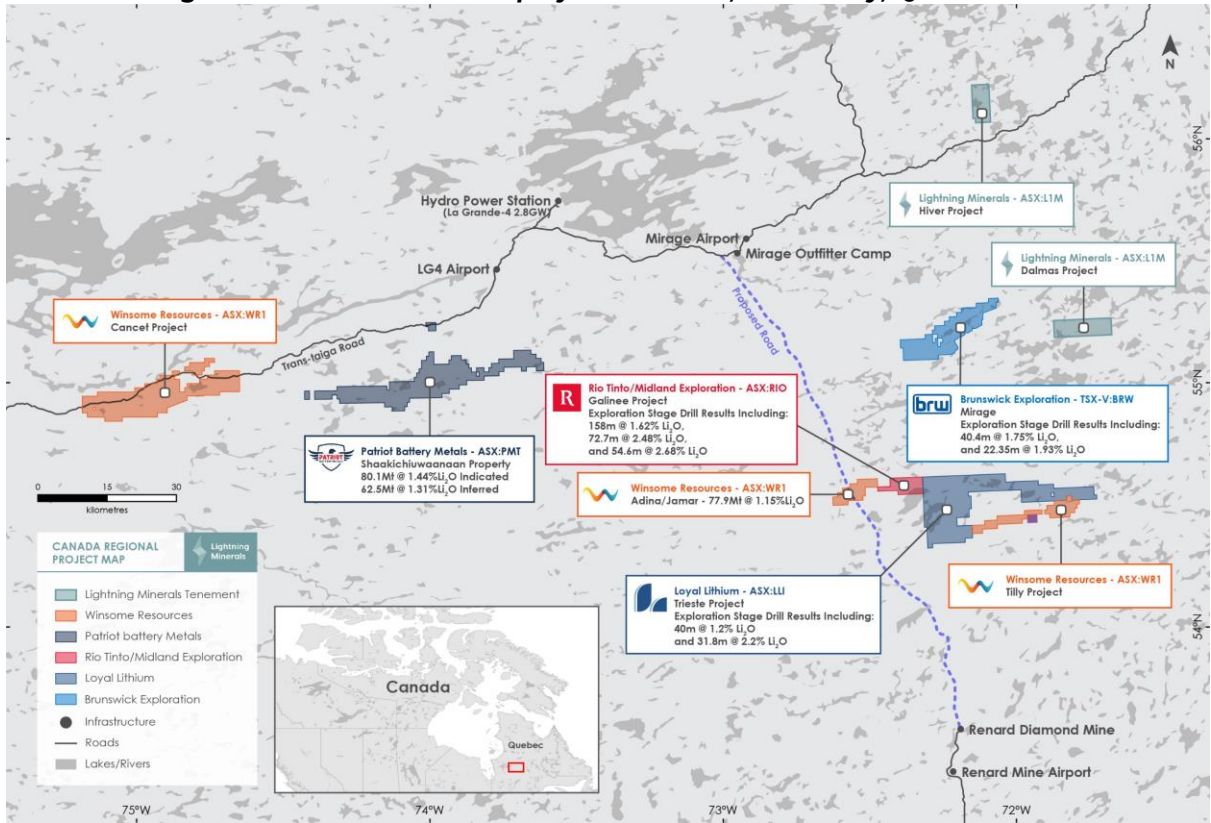 N
56°N
Lightning Minerals - ASX:L1M
Hiver Project
Hydro Power Station
(La Grande-4 2.8GW)
Mirage Airport
Mirage Outfitter Camp
LG4 Airport
Lightning Minerals - ASX:L1M
Dalmas Project
Winsome Resources - ASX:WR1
Cancet Project
Trans-taiga Road
Proposed Road
55°N
R
Rio Tinto/Midland Exploration - ASX:RIO
Galinee Project
Exploration Stage Drill Results Including:
158m @ 1.62% Li2O,
72.7m @ 2.48% Li2O,
and 54.6m @ 2.68% Li2O
brw
Brunswick Exploration - TSX-V:BRW
Mirage
Exploration Stage Drill Results Including:
40.4m @ 1.75% Li2O,
and 22.35m @ 1.93% Li2O
PATRIOT
Patriot Battery Metals - ASX:PMT
Shaakichiuwaanaan Property
80.1Mt @ 1.44%Li2O Indicated
62.5Mt @ 1.31%Li2O Inferred
Winsome Resources - ASX:WR1
Adina/Jamar - 77.9Mt @ 1.15%Li2O
0 15 30
kilometres
Loyal Lithium - ASX:LLI
Trieste Project
Exploration Stage Drill Results Including:
40m @ 1.2% Li2O
and 31.8m @ 2.2% Li2O
Winsome Resources - ASX:WR1
Tilly Project
54°N
CANADA REGIONAL
PROJECT MAP
Lightning
Minerals
Lightning Minerals Tenement
Winsome Resources
Patriot battery Metals
Rio Tinto/Midland Exploration
Loyal Lithium
Brunswick Exploration
Infrastructure
Roads
Lakes/Rivers
Canada
Quebec
Renard Diamond Mine
Renard Mine Airport
75°W
74°W
73°W
72°W